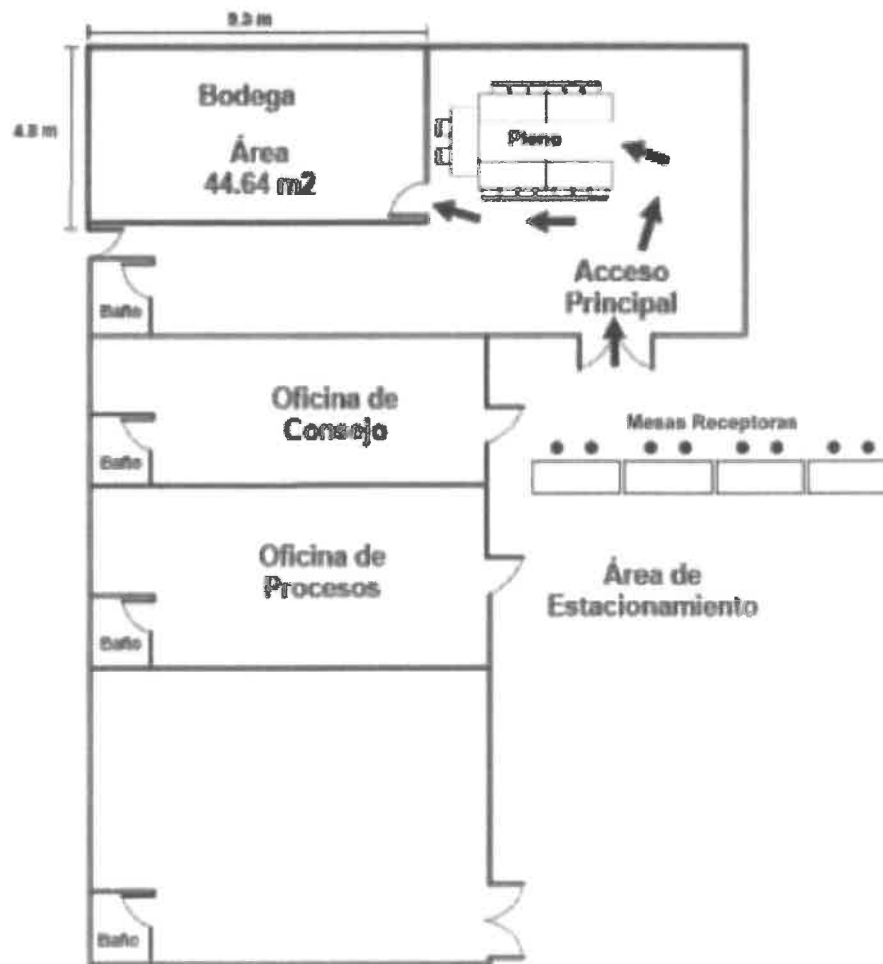 9.3 m
4.8 m
Bodega
Área
44.64 m2
Pleno
Acceso
Principal
Baño
Oficina de
Consejo
Mesas Receptoras
Baño
Oficina de
Procesos
Área de
Estacionamiento
Baño
Baño